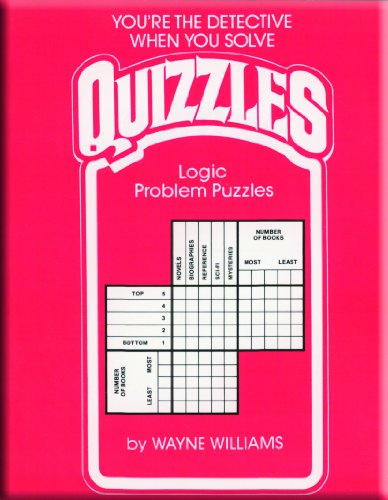 YOU'RE THE DETECTIVE
WHEN YOU SOLVE
QUIZZLES
Logic
Problem Puzzles
NOVELS
BIOGRAPHIES
REFERENCE
SCI-FI
MYSTERIES
NUMBER
OF BOOKS
MOST LEAST
TOP 5
4
3
2
BOTTOM 1
NUMBER
OF BOOKS
LEAST MOST
by WAYNE WILLIAMS